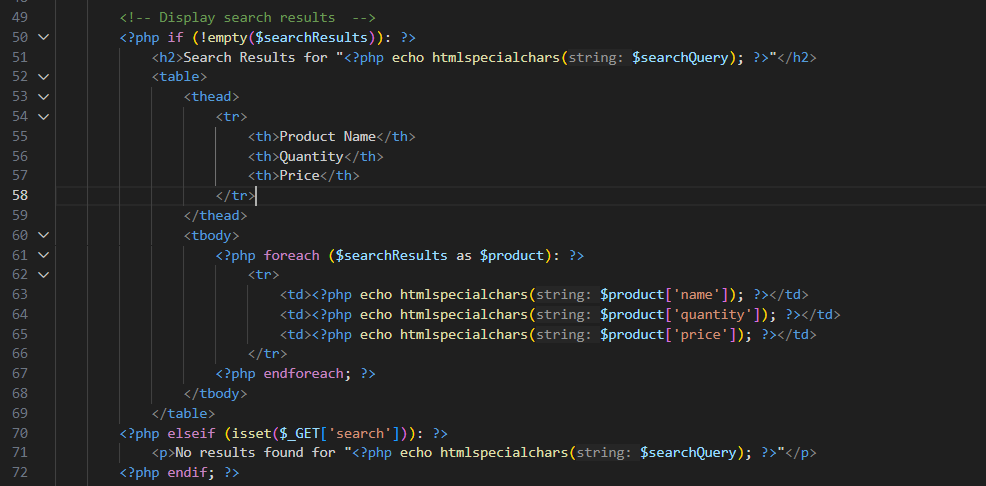 49 <!-- Display search results  -->
50 <?php if (!empty($searchResults)): ?>
51 <h2>Search Results for "<?php echo htmlspecialchars(string: $searchQuery); ?>"</h2>
52 <table>
53 <thead>
54 <tr>
55 <th>Product Name</th>
56 <th>Quantity</th>
57 <th>Price</th>
58 </tr>
59 </thead>
60 <tbody>
61 <?php foreach ($searchResults as $product): ?>
62 <tr>
63 <td><?php echo htmlspecialchars(string: $product['name']); ?></td>
64 <td><?php echo htmlspecialchars(string: $product['quantity']); ?></td>
65 <td><?php echo htmlspecialchars(string: $product['price']); ?></td>
66 </tr>
67 <?php endforeach; ?>
68 </tbody>
69 </table>
70 <?php elseif (isset($_GET['search'])): ?>
71 <p>No results found for "<?php echo htmlspecialchars(string: $searchQuery); ?>"</p>
72 <?php endif; ?>